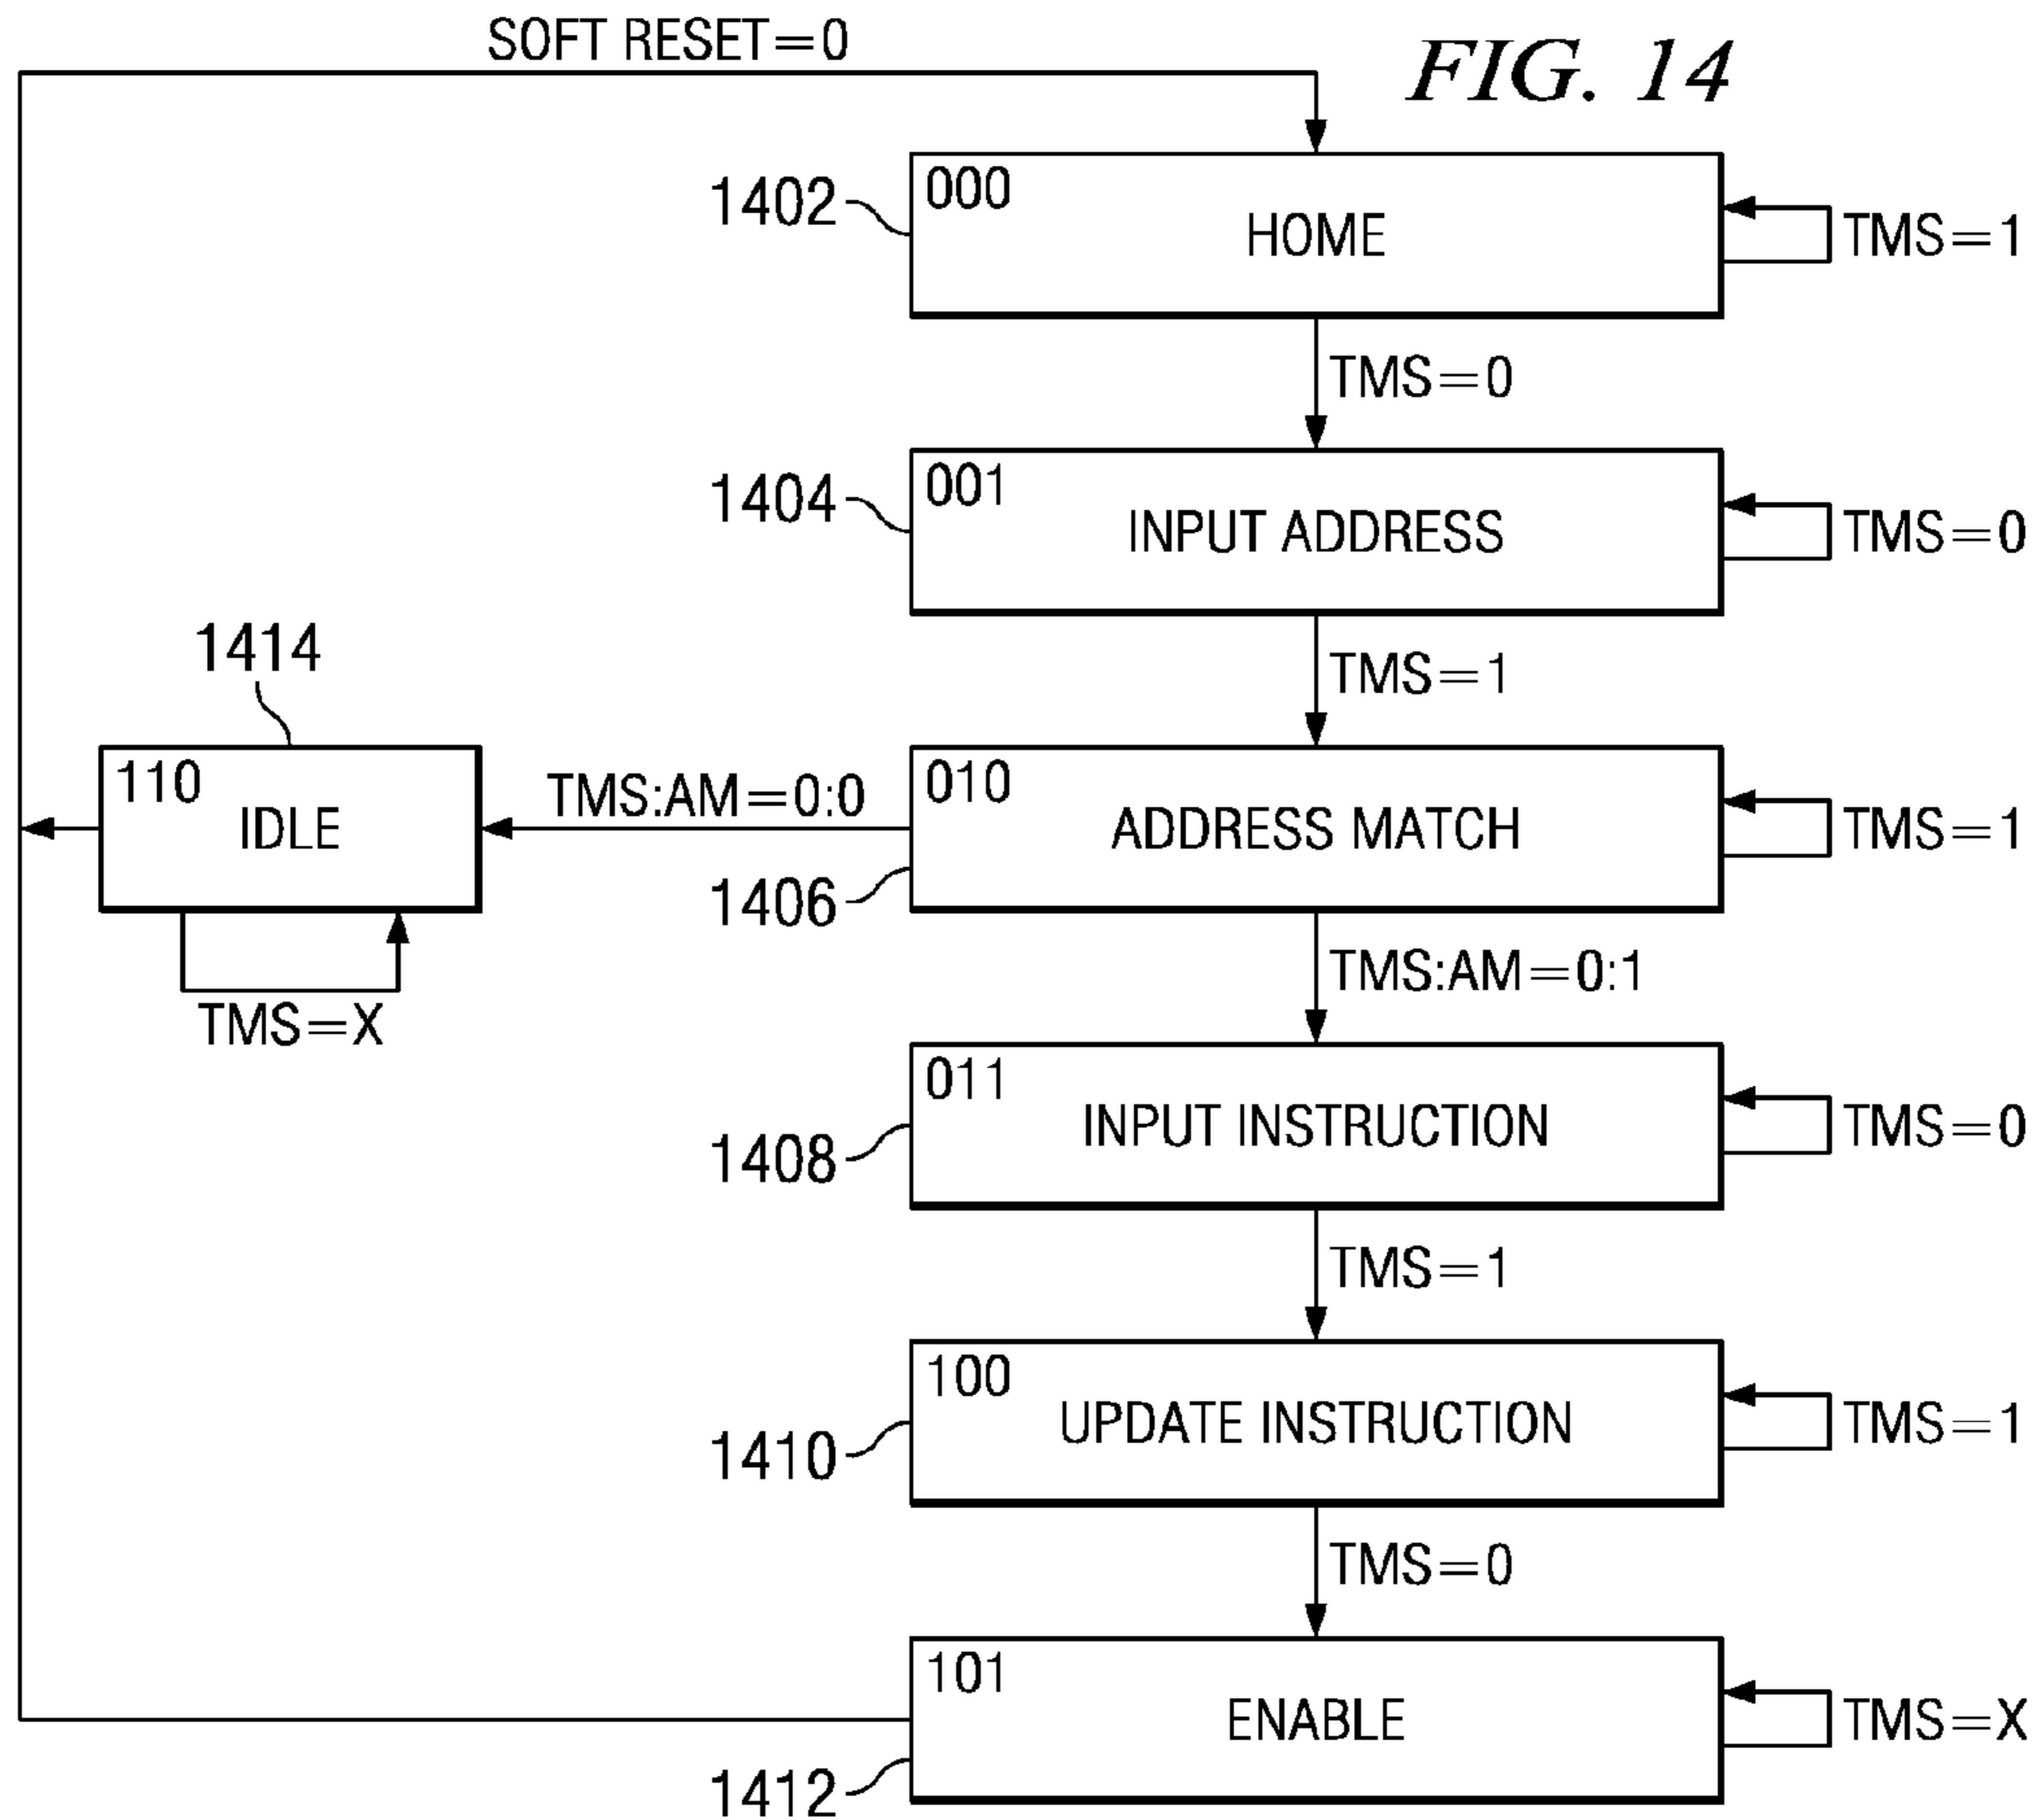 SOFT RESET=0
FIG. 14
1402
000
HOME
TMS=1
TMS=0
1404
001
INPUT ADDRESS
TMS=0
TMS=1
1414
110
IDLE
TMS=X
TMS:AM=0:0
010
ADDRESS MATCH
1406
TMS=1
TMS:AM=0:1
011
INPUT INSTRUCTION
1408
TMS=0
TMS=1
100
UPDATE INSTRUCTION
1410
TMS=1
TMS=0
101
ENABLE
1412
TMS=X